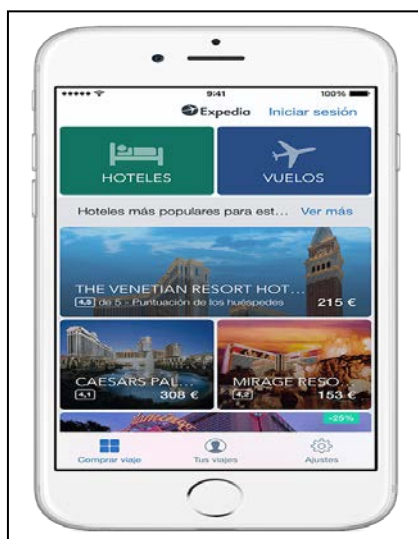 9:41 100%
Expedia Iniciar sesión
HOTELES VUELOS
Hoteles más populares para est... Ver más
THE VENETIAN RESORT HOT...
4,5 de 5 - Puntuación de los huéspedes 215 €
CAESARS PAL... MIRAGE RESO...
4,1 308 € 4,2 153 €
-25%
Flamingo
Comprar viaje Tus viajes Ajustes